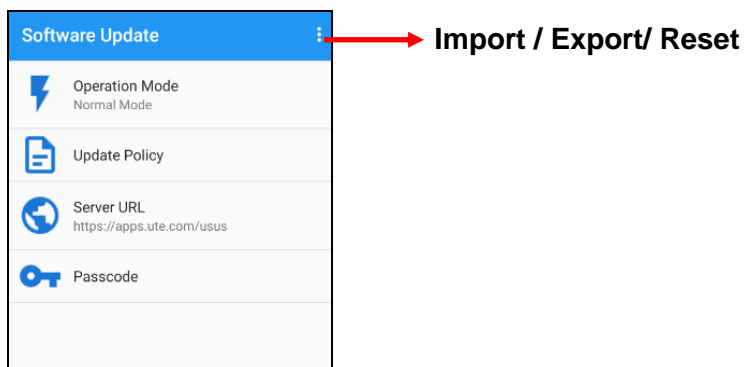 Software Update
Import / Export/ Reset
Operation Mode
Normal Mode
Update Policy
Server URL
https://apps.ute.com/usus
Passcode